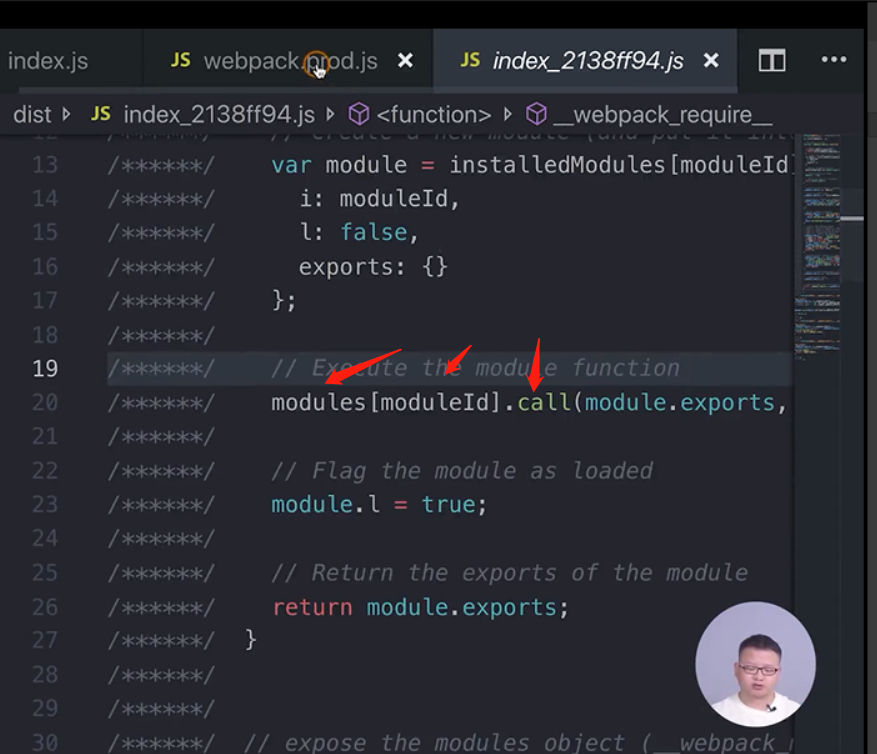 index.js JS webpack.prod.js × JS index_2138ff94.js × ...
dist JS index_2138ff94.js <function> __webpack_require__
12 /******/ // Create a new module (and put it int
13 /******/ var module = installedModules[moduleId]
14 /******/ i: moduleId,
15 /******/ l: false,
16 /******/ exports: {}
17 /******/ };
18 /******/
19 /******/ // Execute the module function
20 /******/ modules[moduleId].call(module.exports,
21 /******/
22 /******/ // Flag the module as loaded
23 /******/ module.l = true;
24 /******/
25 /******/ // Return the exports of the module
26 /******/ return module.exports;
27 /******/ }
28 /******/
29 /******/
30 /******/ // expose the modules object (__webpack_